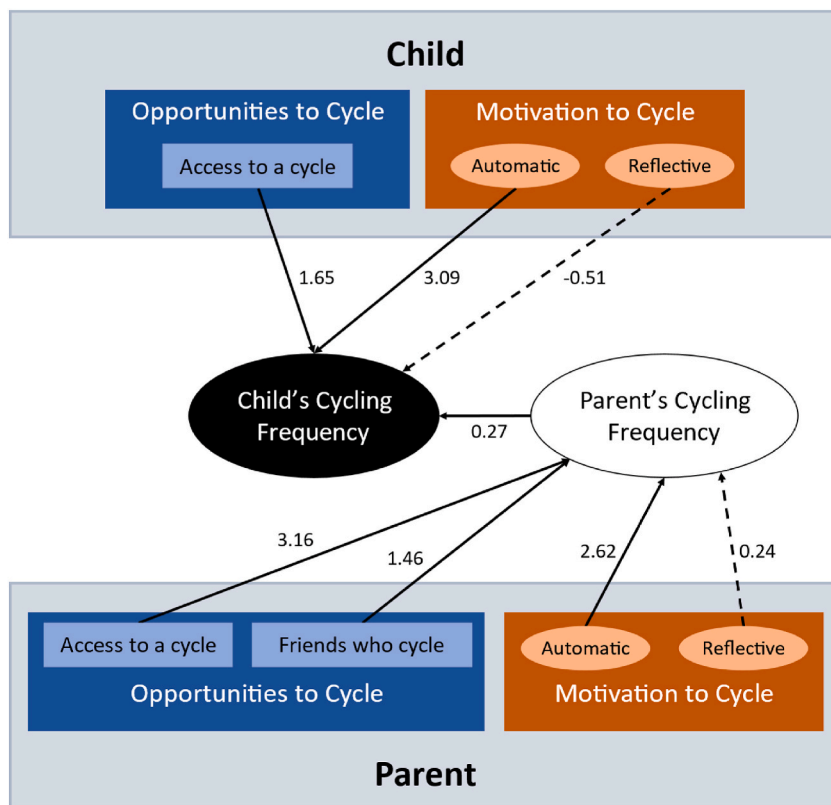 Child
Opportunities to Cycle
Motivation to Cycle
Access to a cycle
Automatic
Reflective
1.65
3.09
-0.51
Child's Cycling
Frequency
Parent's Cycling
Frequency
0.27
3.16
1.46
2.62
0.24
Access to a cycle
Friends who cycle
Automatic
Reflective
Opportunities to Cycle
Motivation to Cycle
Parent